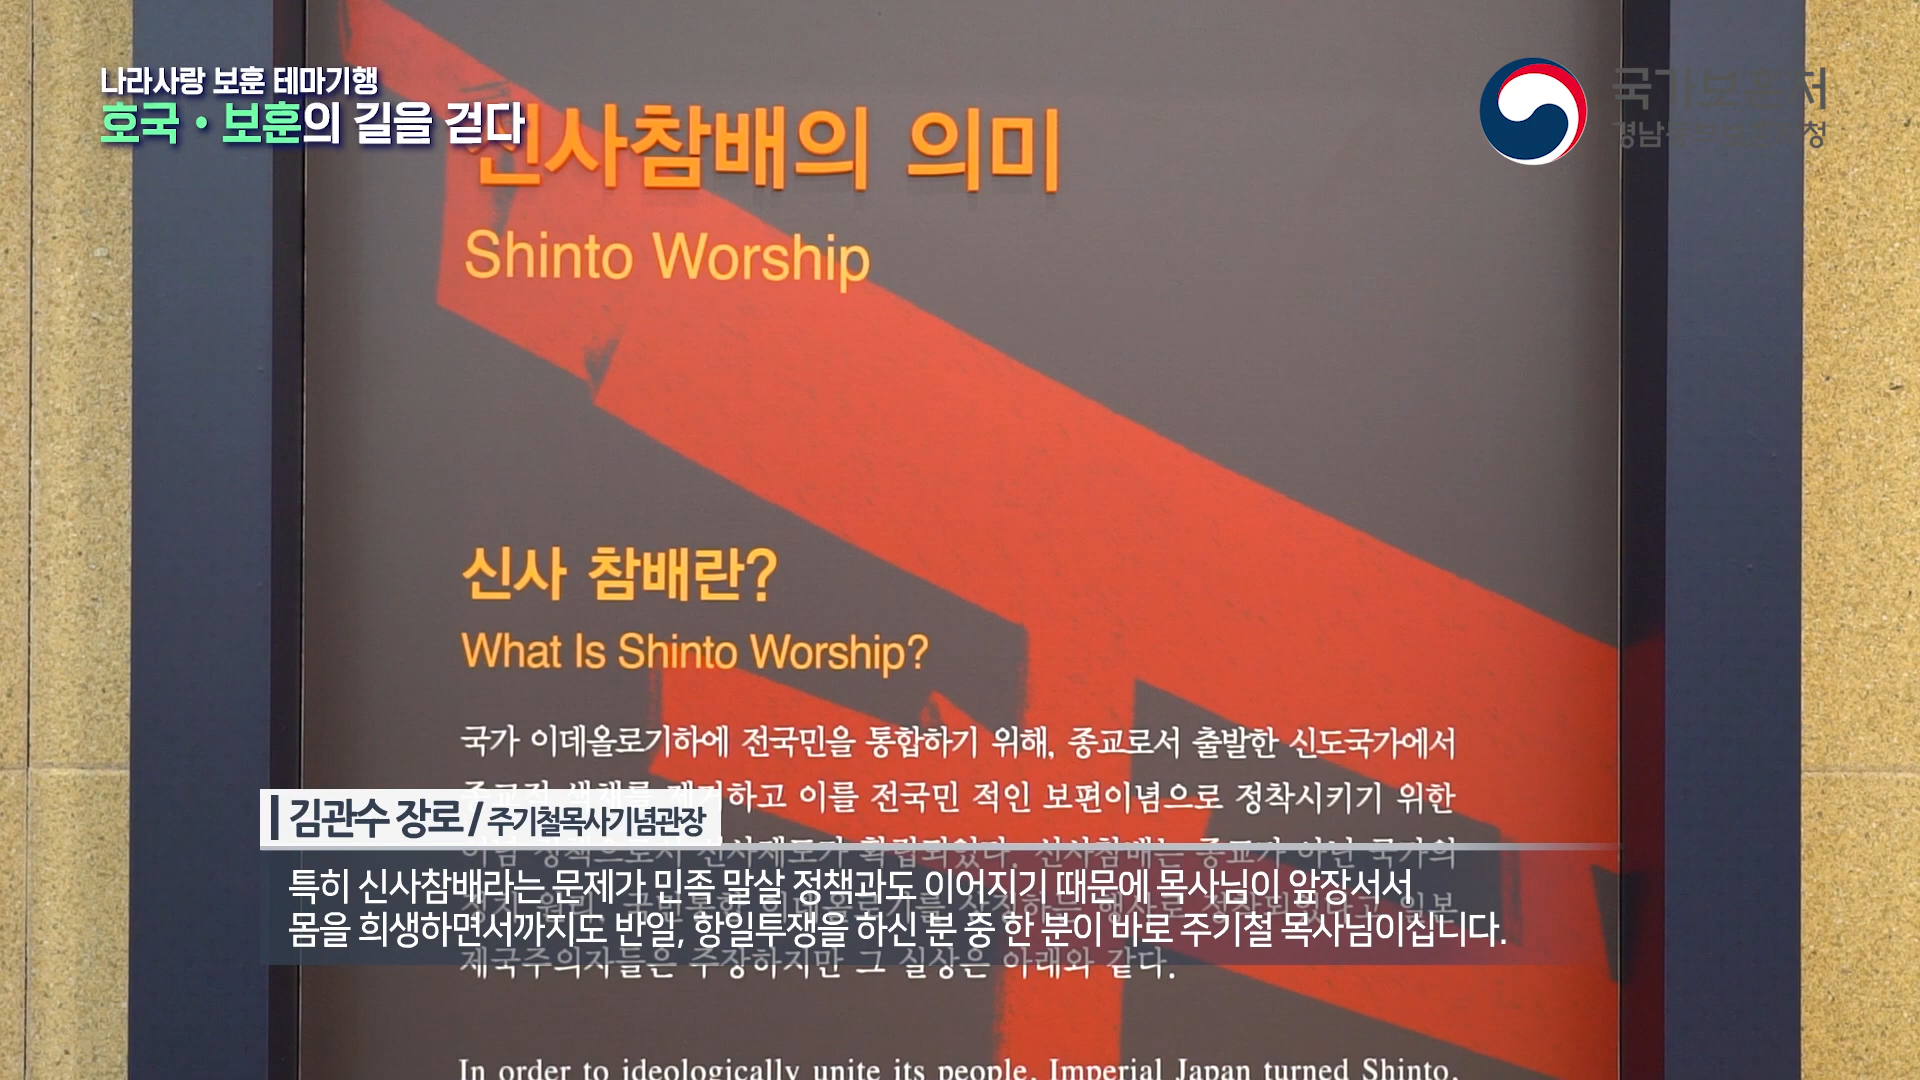 나라사랑 보훈 테마기행
호국·보훈의 길을 걷다
국가보훈처
경남
신사참배의 의미
Shinto Worship
신사 참배란?
What Is Shinto Worship?
국가 이데올로기하에 전국민을 통합하기 위해, 종교로서 출발한 신도국가에서
하고 이를 전국민 적인 보편이념으로 정착시키기 위한
김관수 장로 / 주기철목사기념관장
특히 신사참배라는 문제가 민족 말살 정책과도 이어지기 때문에 목사님이 앞장서서
몸을 희생하면서까지도 반일, 항일투쟁을 하신 분 중 한 분이 바로 주기철 목사님이십니다.
제국주의자들은 주장하지만 그 실상은 아래와 같다.
In order to ideologically unite its people, Imperial Japan turned Shinto,